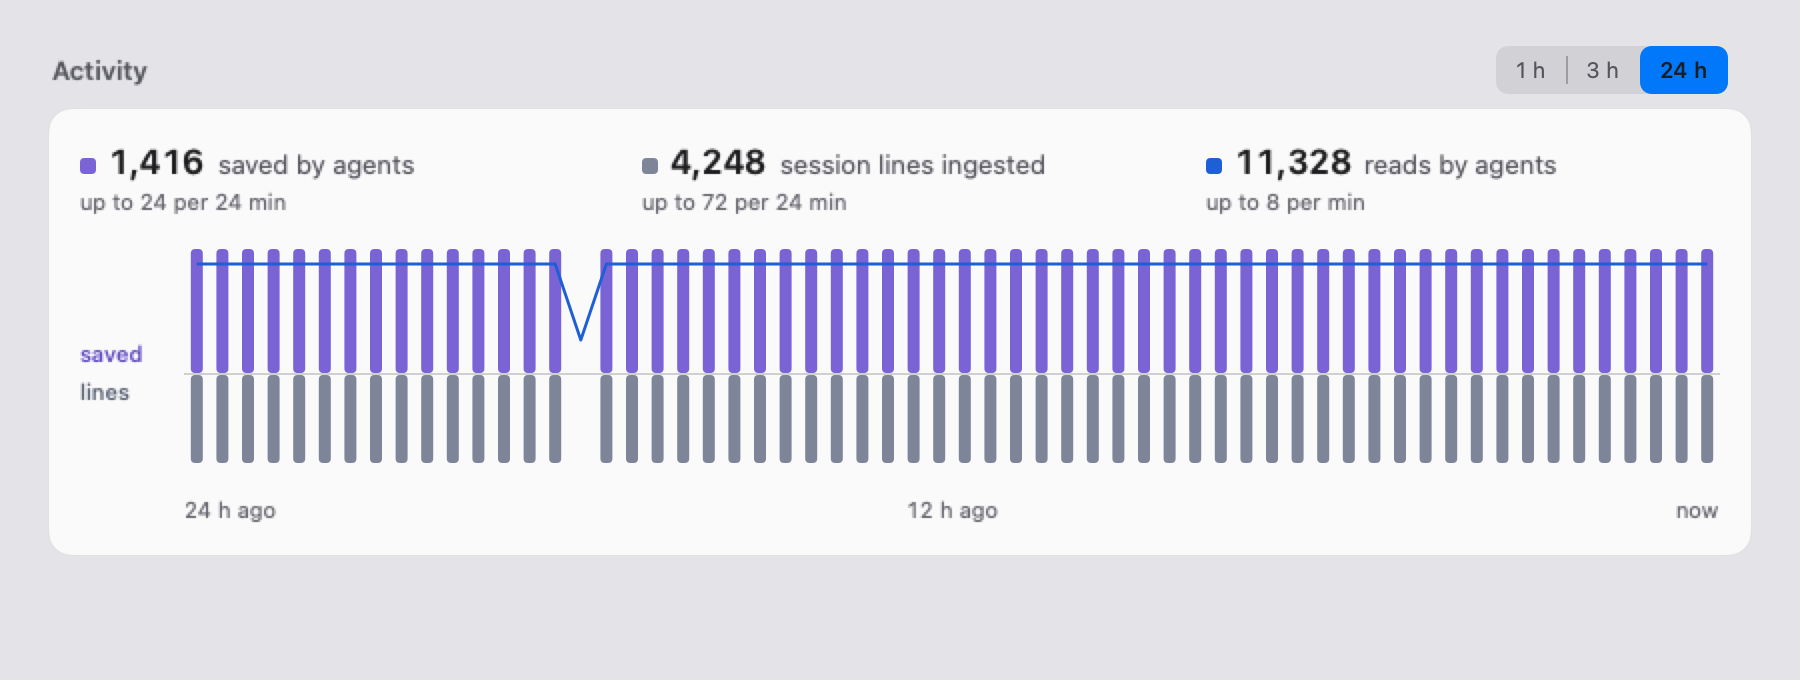 Activity
1 h 3 h 24 h
1,416 saved by agents
up to 24 per 24 min
4,248 session lines ingested
up to 72 per 24 min
11,328 reads by agents
up to 8 per min
saved
lines
24 h ago 12 h ago now